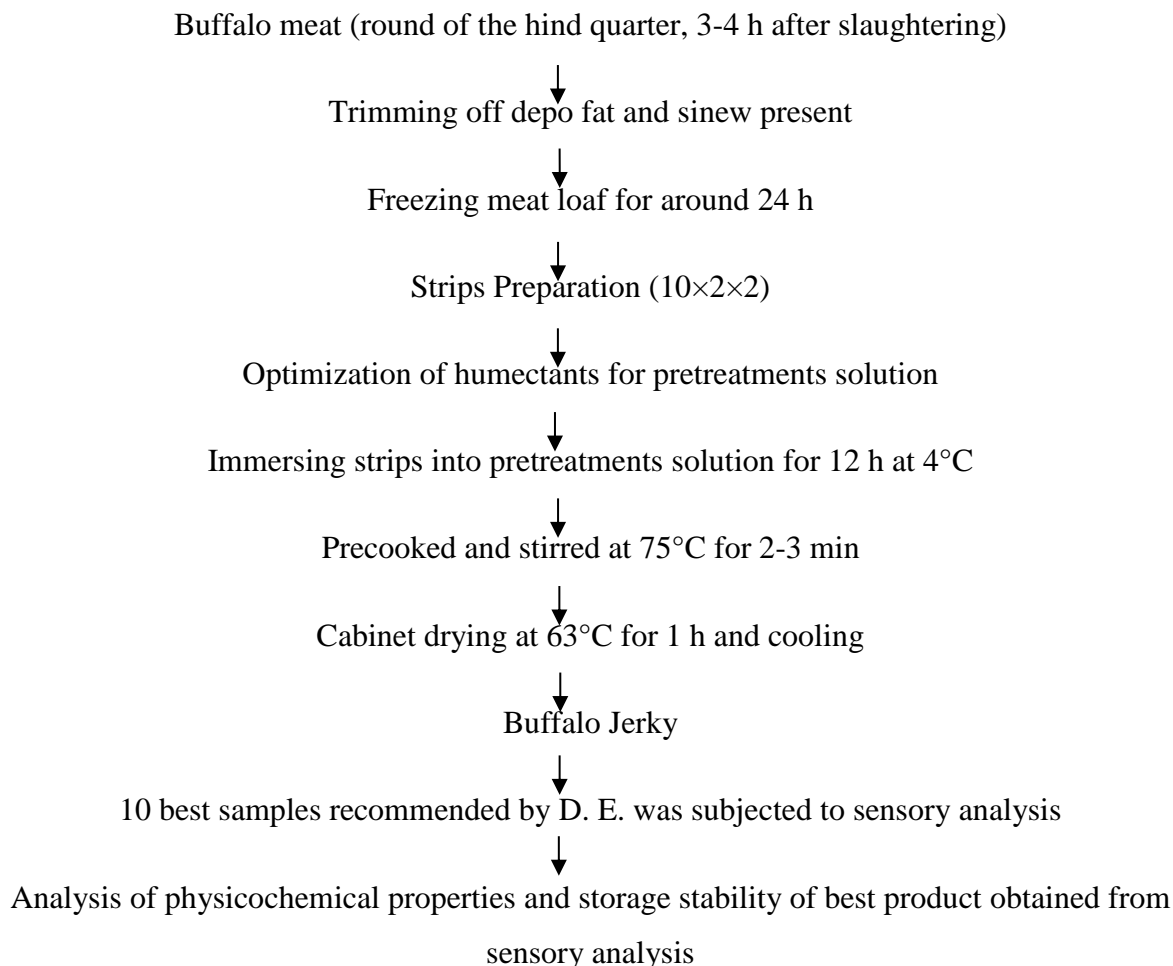 Buffalo meat (round of the hind quarter, 3-4 h after slaughtering)
Trimming off depo fat and sinew present
Freezing meat loaf for around 24 h
Strips Preparation (10×2×2)
Optimization of humectants for pretreatments solution
Immersing strips into pretreatments solution for 12 h at 4°C
Precooked and stirred at 75°C for 2-3 min
Cabinet drying at 63°C for 1 h and cooling
Buffalo Jerky
10 best samples recommended by D. E. was subjected to sensory analysis
Analysis of physicochemical properties and storage stability of best product obtained from
sensory analysis